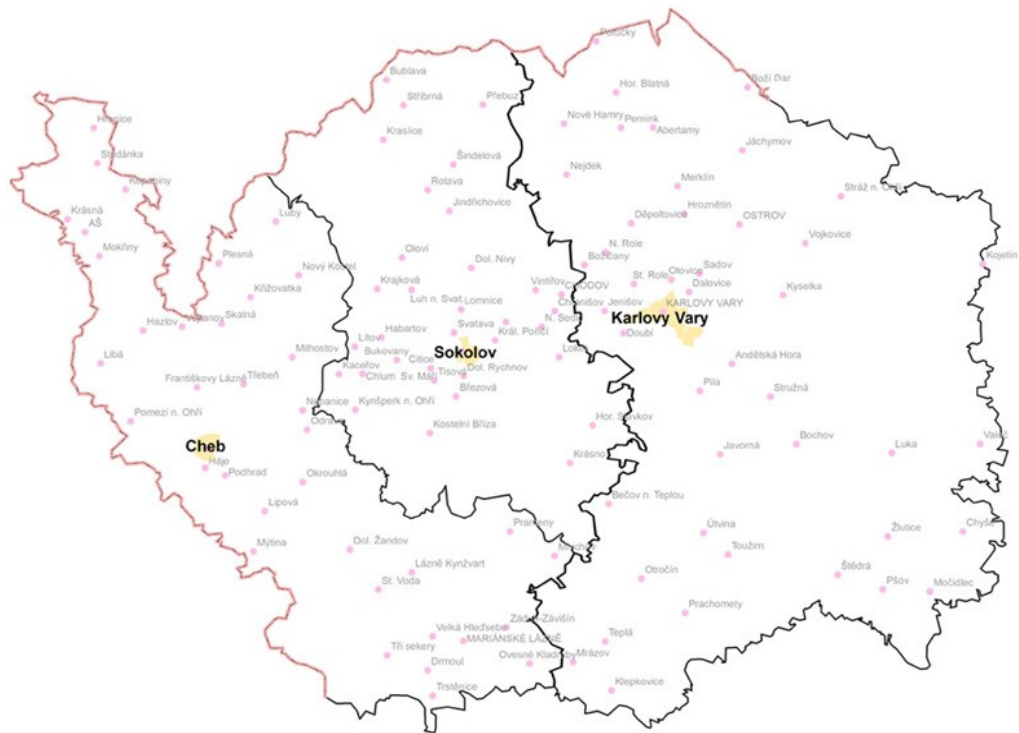 Potůčky
Bublava
Boží Dar
Hor. Blatná
Stříbrná
Přebuz
Nové Hamry
Pernink
Abertamy
Hranice
Kraslice
Jáchymov
Studánka
Šindelová
Nejdek
Kopaniny
Rotava
Merklín
Stráž n. Ohří
Jindřichovice
Krásná
Luby
Děpoltovice
Hroznětín
OSTROV
AŠ
Vojkovice
Mokřiny
Plesná
Oloví
Dol. Nivy
N. Role
Božičany
Kojetín
Nový Kostel
Krajková
Vintířov
St. Role
Otovice
Sadov
Křižovatka
Luh n. Svat.
Lomnice
CHODOV
Dalovice
Kyselka
Chranišov
Jenišov
KARLOVY VARY
Karlovy Vary
Hazlov
Vojtanov
Skalná
Habartov
Svatava
Král. Poříčí
N. Sedlo
Doubí
Libá
Milhostov
Lítov
Bukovany
Citice
Sokolov
Loket
Andělská Hora
Františkovy Lázně
Třebeň
Kaceřov
Chlum Sv. Maří
Tisová
Dol. Rychnov
Březová
Pila
Stružná
Pomezí n. Ohří
Nebanice
Kynšperk n. Ohří
Odrava
Kostelní Bříza
Hor. Slavkov
Cheb
Bochov
Valeč
Háje
Podhrad
Okrouhlá
Krásno
Javorná
Luka
Lipová
Bečov n. Teplou
Prameny
Útvina
Žlutice
Chyše
Mýtina
Dol. Žandov
Mnichov
Toužim
Lázně Kynžvart
St. Voda
Otročín
Štědrá
Pšov
Močidlec
Prachomety
Velká Hleďsebe
Zádub-Závišín
MARIÁNSKÉ LÁZNĚ
Teplá
Tři sekery
Drmoul
Ovesné Kladruby
Mrázov
Trstěnice
Klepkovice